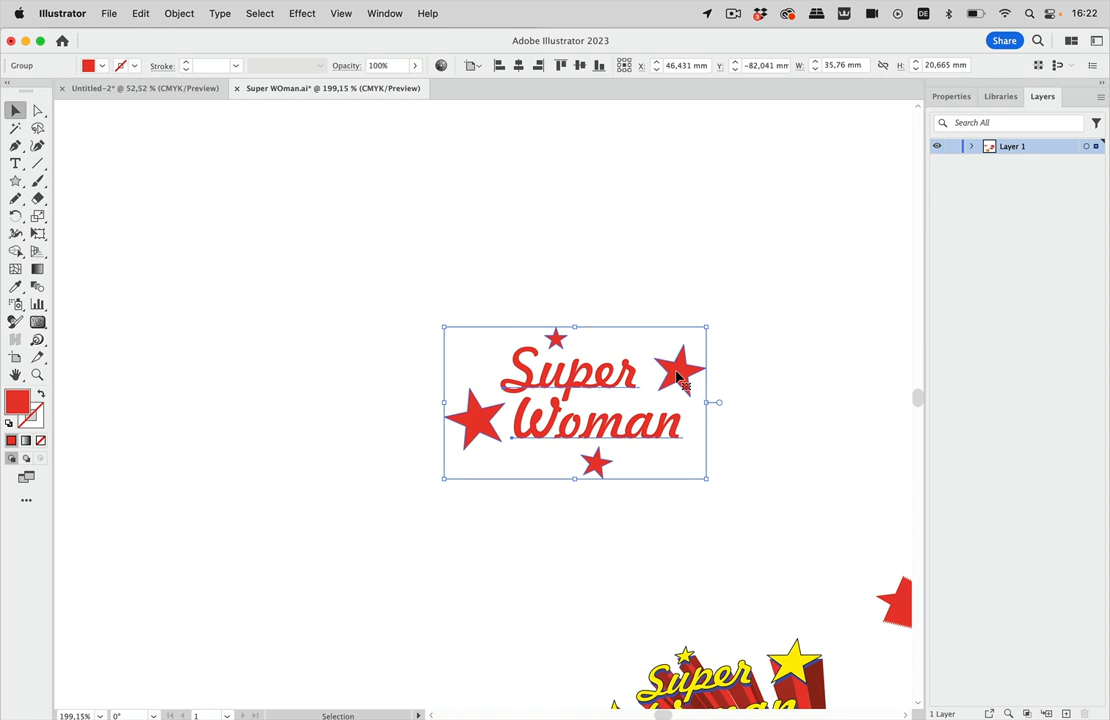 Illustrator File Edit Object Type Select Effect View Window Help DE 16:22
Adobe Illustrator 2023 Share
Group Stroke: Opacity: 100% X: 46,431 mm Y: -82,041 mm W: 35,76 mm H: 20,665 mm
Untitled-2* @ 52,52 % (CMYK/Preview) Super WOman.ai* @ 199,15 % (CMYK/Preview)
Properties Libraries Layers
Search All
Layer 1
Super
Woman
Super
Woman
199,15% 0° 1 Selection 1 Layer